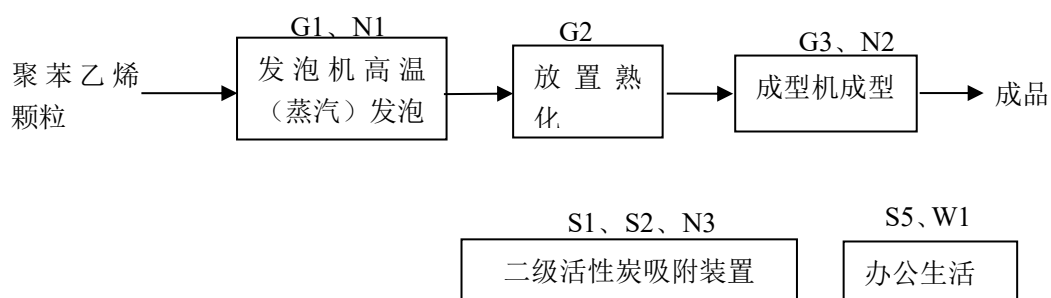 G1、N1
G2
G3、N2
聚苯乙烯
颗粒
发泡机高温
（蒸汽）发泡
放置熟
化
成型机成型
成品
S1、S2、N3
S5、W1
二级活性炭吸附装置
办公生活